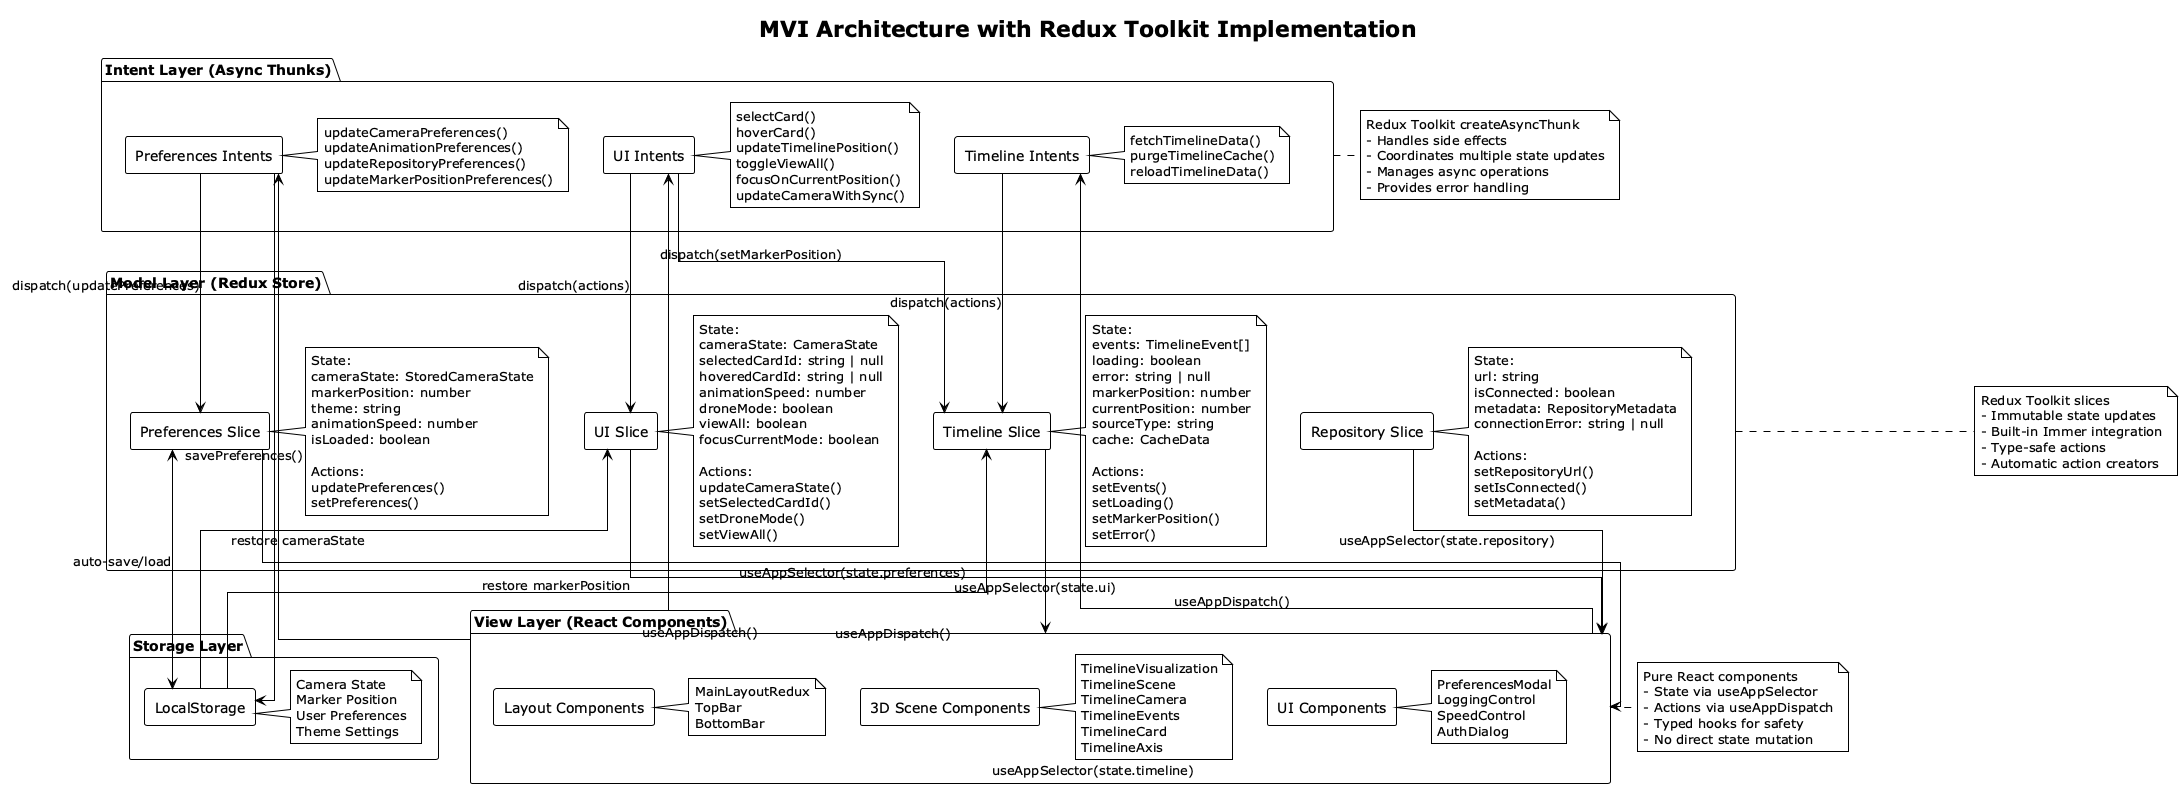 MVI Architecture with Redux Toolkit Implementation
Intent Layer (Async Thunks)
Preferences Intents
updateCameraPreferences()
updateAnimationPreferences()
updateRepositoryPreferences()
updateMarkerPositionPreferences()
UI Intents
selectCard()
hoverCard()
updateTimelinePosition()
toggleViewAll()
focusOnCurrentPosition()
updateCameraWithSync()
Timeline Intents
fetchTimelineData()
purgeTimelineCache()
reloadTimelineData()
Redux Toolkit createAsyncThunk
- Handles side effects
- Coordinates multiple state updates
- Manages async operations
- Provides error handling
dispatch(setMarkerPosition)
Model Layer (Redux Store)
dispatch(updatePreferences)
dispatch(actions)
dispatch(actions)
Preferences Slice
State:
cameraState: StoredCameraState
markerPosition: number
theme: string
animationSpeed: number
isLoaded: boolean
Actions:
updatePreferences()
setPreferences()
UI Slice
State:
cameraState: CameraState
selectedCardId: string | null
hoveredCardId: string | null
animationSpeed: number
droneMode: boolean
viewAll: boolean
focusCurrentMode: boolean
Actions:
updateCameraState()
setSelectedCardId()
setDroneMode()
setViewAll()
Timeline Slice
State:
events: TimelineEvent[]
loading: boolean
error: string | null
markerPosition: number
currentPosition: number
sourceType: string
cache: CacheData
Actions:
setEvents()
setLoading()
setMarkerPosition()
setError()
Repository Slice
State:
url: string
isConnected: boolean
metadata: RepositoryMetadata
connectionError: string | null
Actions:
setRepositoryUrl()
setIsConnected()
setMetadata()
Redux Toolkit slices
- Immutable state updates
- Built-in Immer integration
- Type-safe actions
- Automatic action creators
savePreferences()
restore cameraState
useAppSelector(state.repository)
auto-save/load
useAppSelector(state.preferences)
restore markerPosition
useAppSelector(state.ui)
useAppDispatch()
View Layer (React Components)
useAppDispatch()
useAppDispatch()
Storage Layer
LocalStorage
Camera State
Marker Position
User Preferences
Theme Settings
Layout Components
MainLayoutRedux
TopBar
BottomBar
3D Scene Components
TimelineVisualization
TimelineScene
TimelineCamera
TimelineEvents
TimelineCard
TimelineAxis
UI Components
PreferencesModal
LoggingControl
SpeedControl
AuthDialog
Pure React components
- State via useAppSelector
- Actions via useAppDispatch
- Typed hooks for safety
- No direct state mutation
useAppSelector(state.timeline)